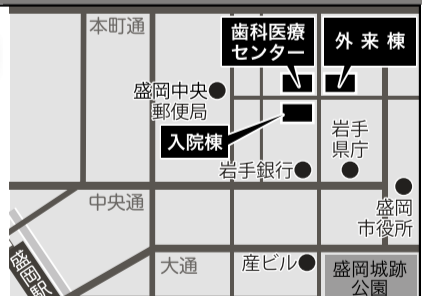 本町通
歯科医療
センター
外来棟
盛岡中央
郵便局
入院棟
岩手
県庁
岩手銀行
中央通
盛岡
市役所
盛岡駅
大通
産ビル
盛岡城跡
公園